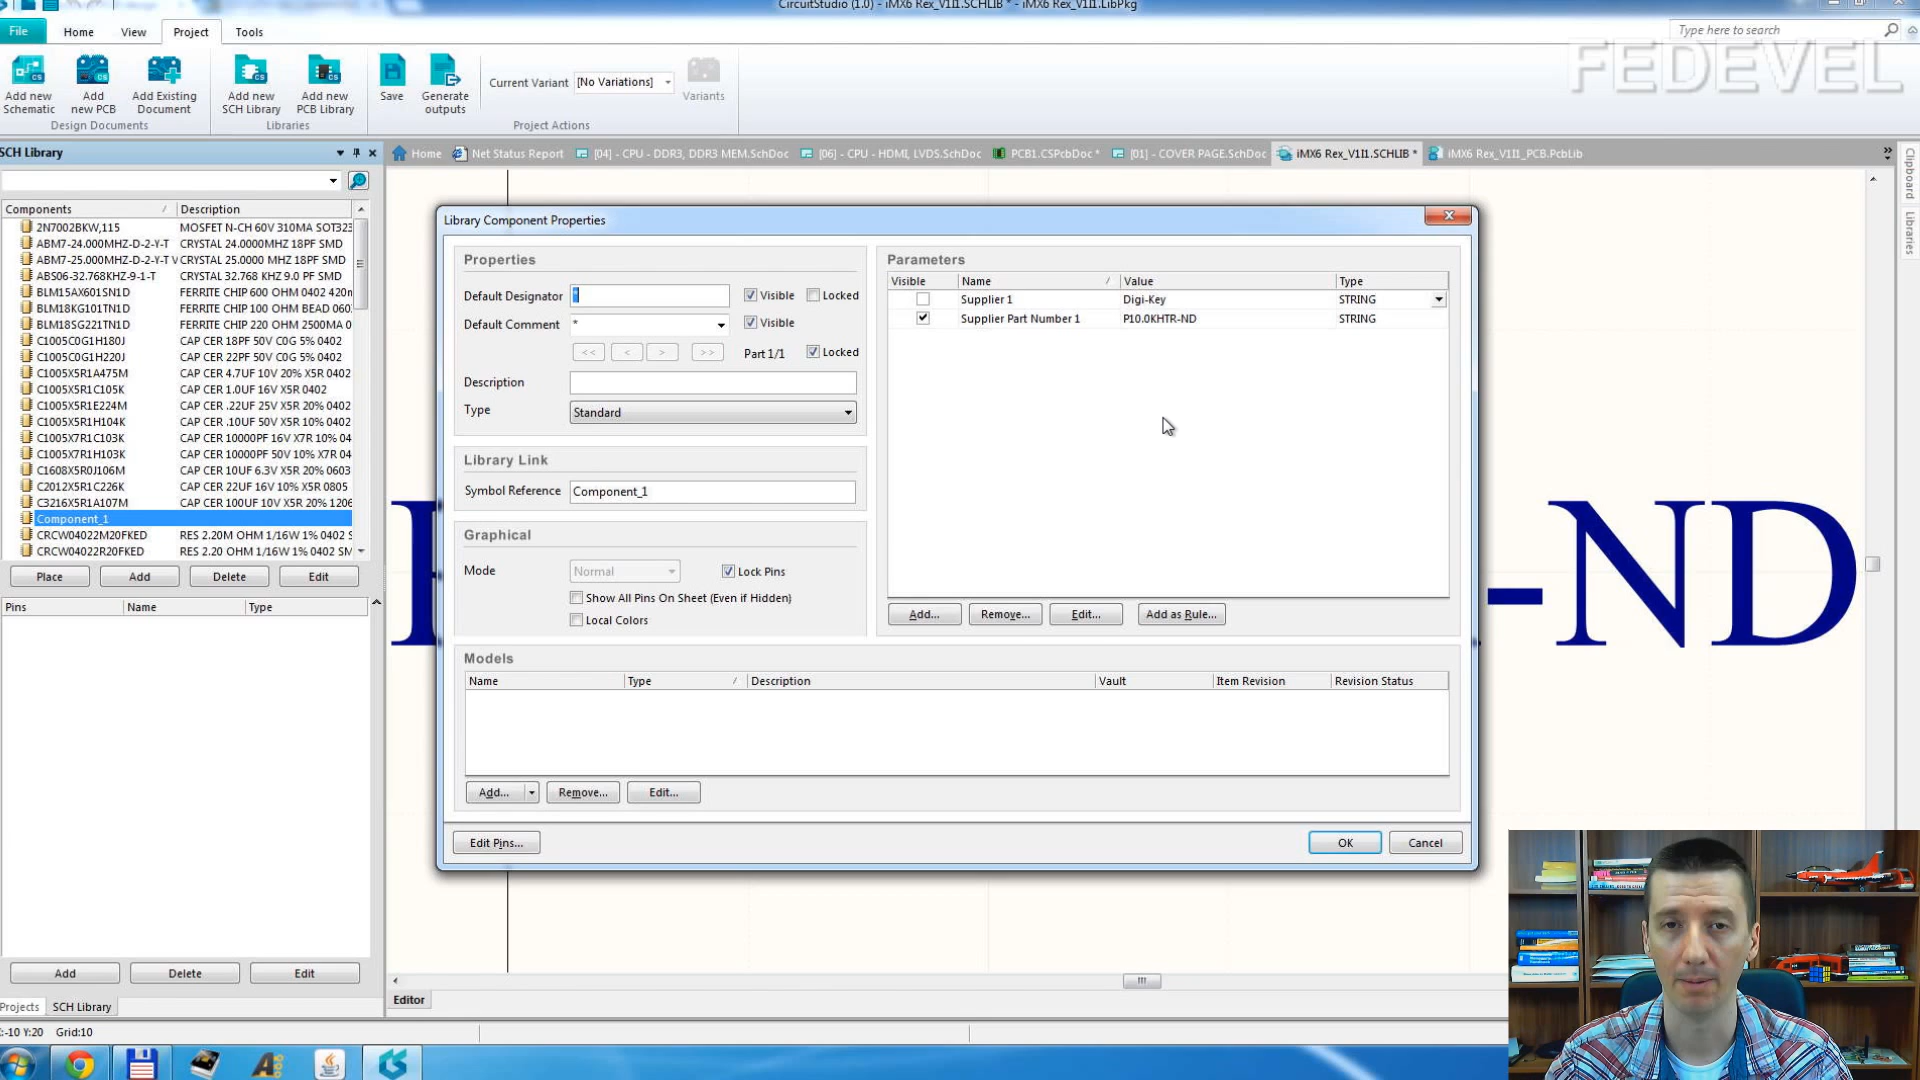 CircuitStudio (1.0) - iMX6 Rex_V1I1.SCHLIB * - iMX6 Rex_V1I1.LibPkg
File Home View Project Tools
Type here to search
FEDEVEL
Add new Schematic
Add new PCB
Add Existing Document
Add new SCH Library
Add new PCB Library
Save
Generate outputs
Current Variant [No Variations]
Variants
Design Documents
Libraries
Project Actions
SCH Library
Home
Net Status Report
[04] - CPU - DDR3, DDR3 MEM.SchDoc
[06] - CPU - HDMI, LVDS.SchDoc
PCB1.CSPcbDoc *
[01] - COVER PAGE.SchDoc
iMX6 Rex_V1I1.SCHLIB *
iMX6 Rex_V1I1_PCB.PcbLib
Clipboard
Libraries
Components / Description
2N7002BKW,115 MOSFET N-CH 60V 310MA SOT323
ABM7-24.000MHZ-D-2-Y-T CRYSTAL 24.0000MHZ 18PF SMD
ABM7-25.000MHZ-D-2-Y-T V CRYSTAL 25.0000 MHZ 18PF SMD
ABS06-32.768KHZ-9-1-T CRYSTAL 32.768 KHZ 9.0 PF SMD
BLM15AX601SN1D FERRITE CHIP 600 OHM 0402 420m
BLM18KG101TN1D FERRITE CHIP 100 OHM BEAD 060
BLM18SG221TN1D FERRITE CHIP 220 OHM 2500MA 0
C1005C0G1H180J CAP CER 18PF 50V C0G 5% 0402
C1005C0G1H220J CAP CER 22PF 50V C0G 5% 0402
C1005X5R1A475M CAP CER 4.7UF 10V 20% X5R 0402
C1005X5R1C105K CAP CER 1.0UF 16V X5R 0402
C1005X5R1E224M CAP CER .22UF 25V X5R 20% 0402
C1005X5R1H104K CAP CER .10UF 50V X5R 10% 0402
C1005X7R1C103K CAP CER 10000PF 16V X7R 10% 04
C1005X7R1H103K CAP CER 10000PF 50V 10% X7R 04
C1608X5R0J106M CAP CER 10UF 6.3V X5R 20% 0603
C2012X5R1C226K CAP CER 22UF 16V 10% X5R 0805
C3216X5R1A107M CAP CER 100UF 10V X5R 20% 1206
Component_1
CRCW04022M20FKED RES 2.20M OHM 1/16W 1% 0402 S
CRCW04022R20FKED RES 2.20 OHM 1/16W 1% 0402 SM
Place Add Delete Edit
Pins Name Type
Add Delete Edit
Projects SCH Library
X:-10 Y:20 Grid:10
Editor
-ND
Library Component Properties
Properties
Default Designator
Visible Locked
Default Comment *
Visible
<< < > >> Part 1/1 Locked
Description
Type Standard
Library Link
Symbol Reference Component_1
Graphical
Mode Normal Lock Pins
Show All Pins On Sheet (Even if Hidden)
Local Colors
Parameters
Visible Name / Value Type
Supplier 1 Digi-Key STRING
Supplier Part Number 1 P10.0KHTR-ND STRING
Add... Remove... Edit... Add as Rule...
Models
Name Type / Description Vault Item Revision Revision Status
Add... Remove... Edit...
Edit Pins... OK Cancel